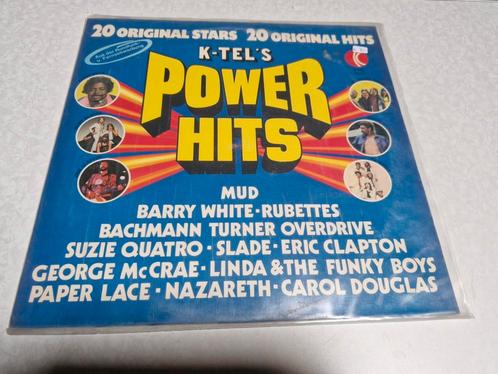 20 ORIGINAL STARS 20 ORIGINAL HITS
K-TEL'S
POWER
HITS
MUD
BARRY WHITE · RUBETTES
BACHMANN TURNER OVERDRIVE
SUZIE QUATRO · SLADE · ERIC CLAPTON
GEORGE McCRAE · LINDA & THE FUNKY BOYS
PAPER LACE · NAZARETH · CAROL DOUGLAS